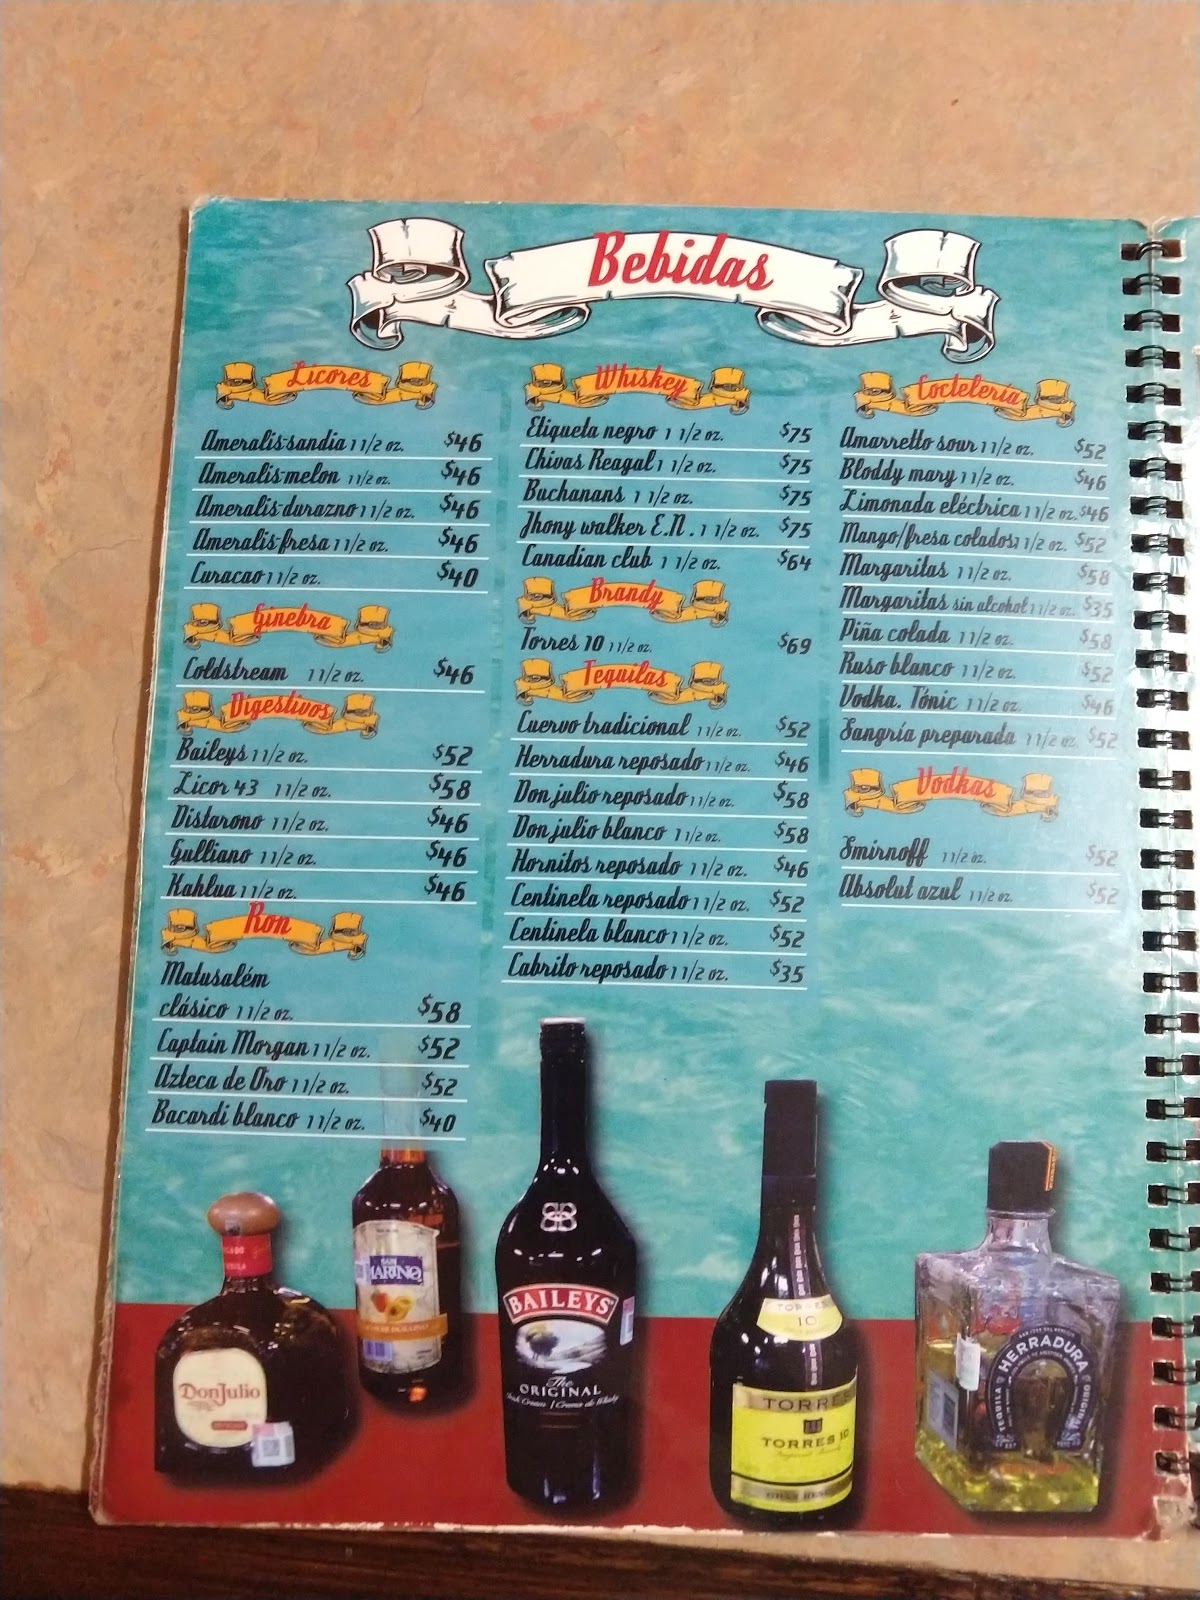 Bebidas
Licores
Ameralis-sandia 1 1/2 oz. $46
Ameralis-melon 1 1/2 oz. $46
Ameralis-durazno 1 1/2 oz. $46
Ameralis-fresa 1 1/2 oz. $46
Curacao 1 1/2 oz. $40
Ginebra
Coldstream 1 1/2 oz. $46
Digestivos
Baileys 1 1/2 oz. $52
Licor 43 1 1/2 oz. $58
Distarono 1 1/2 oz. $46
Gulliano 1 1/2 oz. $46
Kahlua 1 1/2 oz. $46
Ron
Matusalém
clásico 1 1/2 oz. $58
Captain Morgan 1 1/2 oz. $52
Azteca de Oro 1 1/2 oz. $52
Bacardi blanco 1 1/2 oz. $40
Whiskey
Etiqueta negro 1 1/2 oz. $75
Chivas Reagal 1 1/2 oz. $75
Buchanans 1 1/2 oz. $75
Jhony walker E.N. 1 1/2 oz. $75
Canadian club 1 1/2 oz. $64
Brandy
Torres 10 1 1/2 oz. $69
Tequilas
Cuervo tradicional 1 1/2 oz. $52
Herradura reposado 1 1/2 oz. $46
Don julio reposado 1 1/2 oz. $58
Don julio blanco 1 1/2 oz. $58
Hornitos reposado 1 1/2 oz. $46
Centinela reposado 1 1/2 oz. $52
Centinela blanco 1 1/2 oz. $52
Cabrito reposado 1 1/2 oz. $35
Coctelería
Amarretto sour 1 1/2 oz. $52
Bloddy mary 1 1/2 oz. $46
Limonada eléctrica 1 1/2 oz. $46
Mango/fresa colados 1 1/2 oz. $52
Margaritas 1 1/2 oz. $58
Margaritas sin alcohol 1 1/2 oz. $35
Piña colada 1 1/2 oz. $58
Ruso blanco 1 1/2 oz. $52
Vodka. Tónic 1 1/2 oz. $46
Sangría preparada 1 1/2 oz. $52
Vodkas
Smirnoff 1 1/2 oz. $52
Absolut azul 1 1/2 oz. $52
Don Julio
SAN
MARINO
BAILEYS
The
ORIGINAL
Irish Cream / Crema de Whisky
TORRES
10
TORRES
TORRES 10
HERRADURA
TEQUILA
ORIGINAL